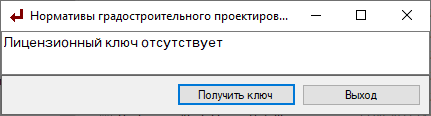 Нормативы градостроительного проектиров...
Лицензионный ключ отсутствует
Получить ключ
Выход